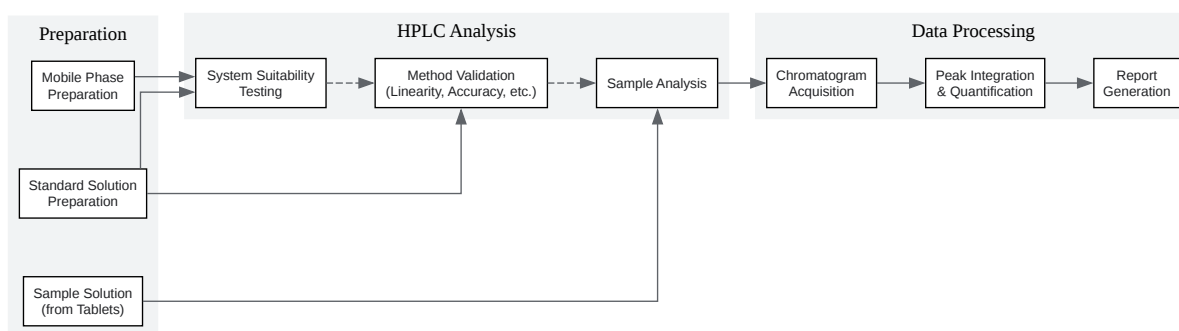 Preparation
Mobile Phase
Preparation
Standard Solution
Preparation
Sample Solution
(from Tablets)
HPLC Analysis
System Suitability
Testing
Method Validation
(Linearity, Accuracy, etc.)
Sample Analysis
Data Processing
Chromatogram
Acquisition
Peak Integration
& Quantification
Report
Generation